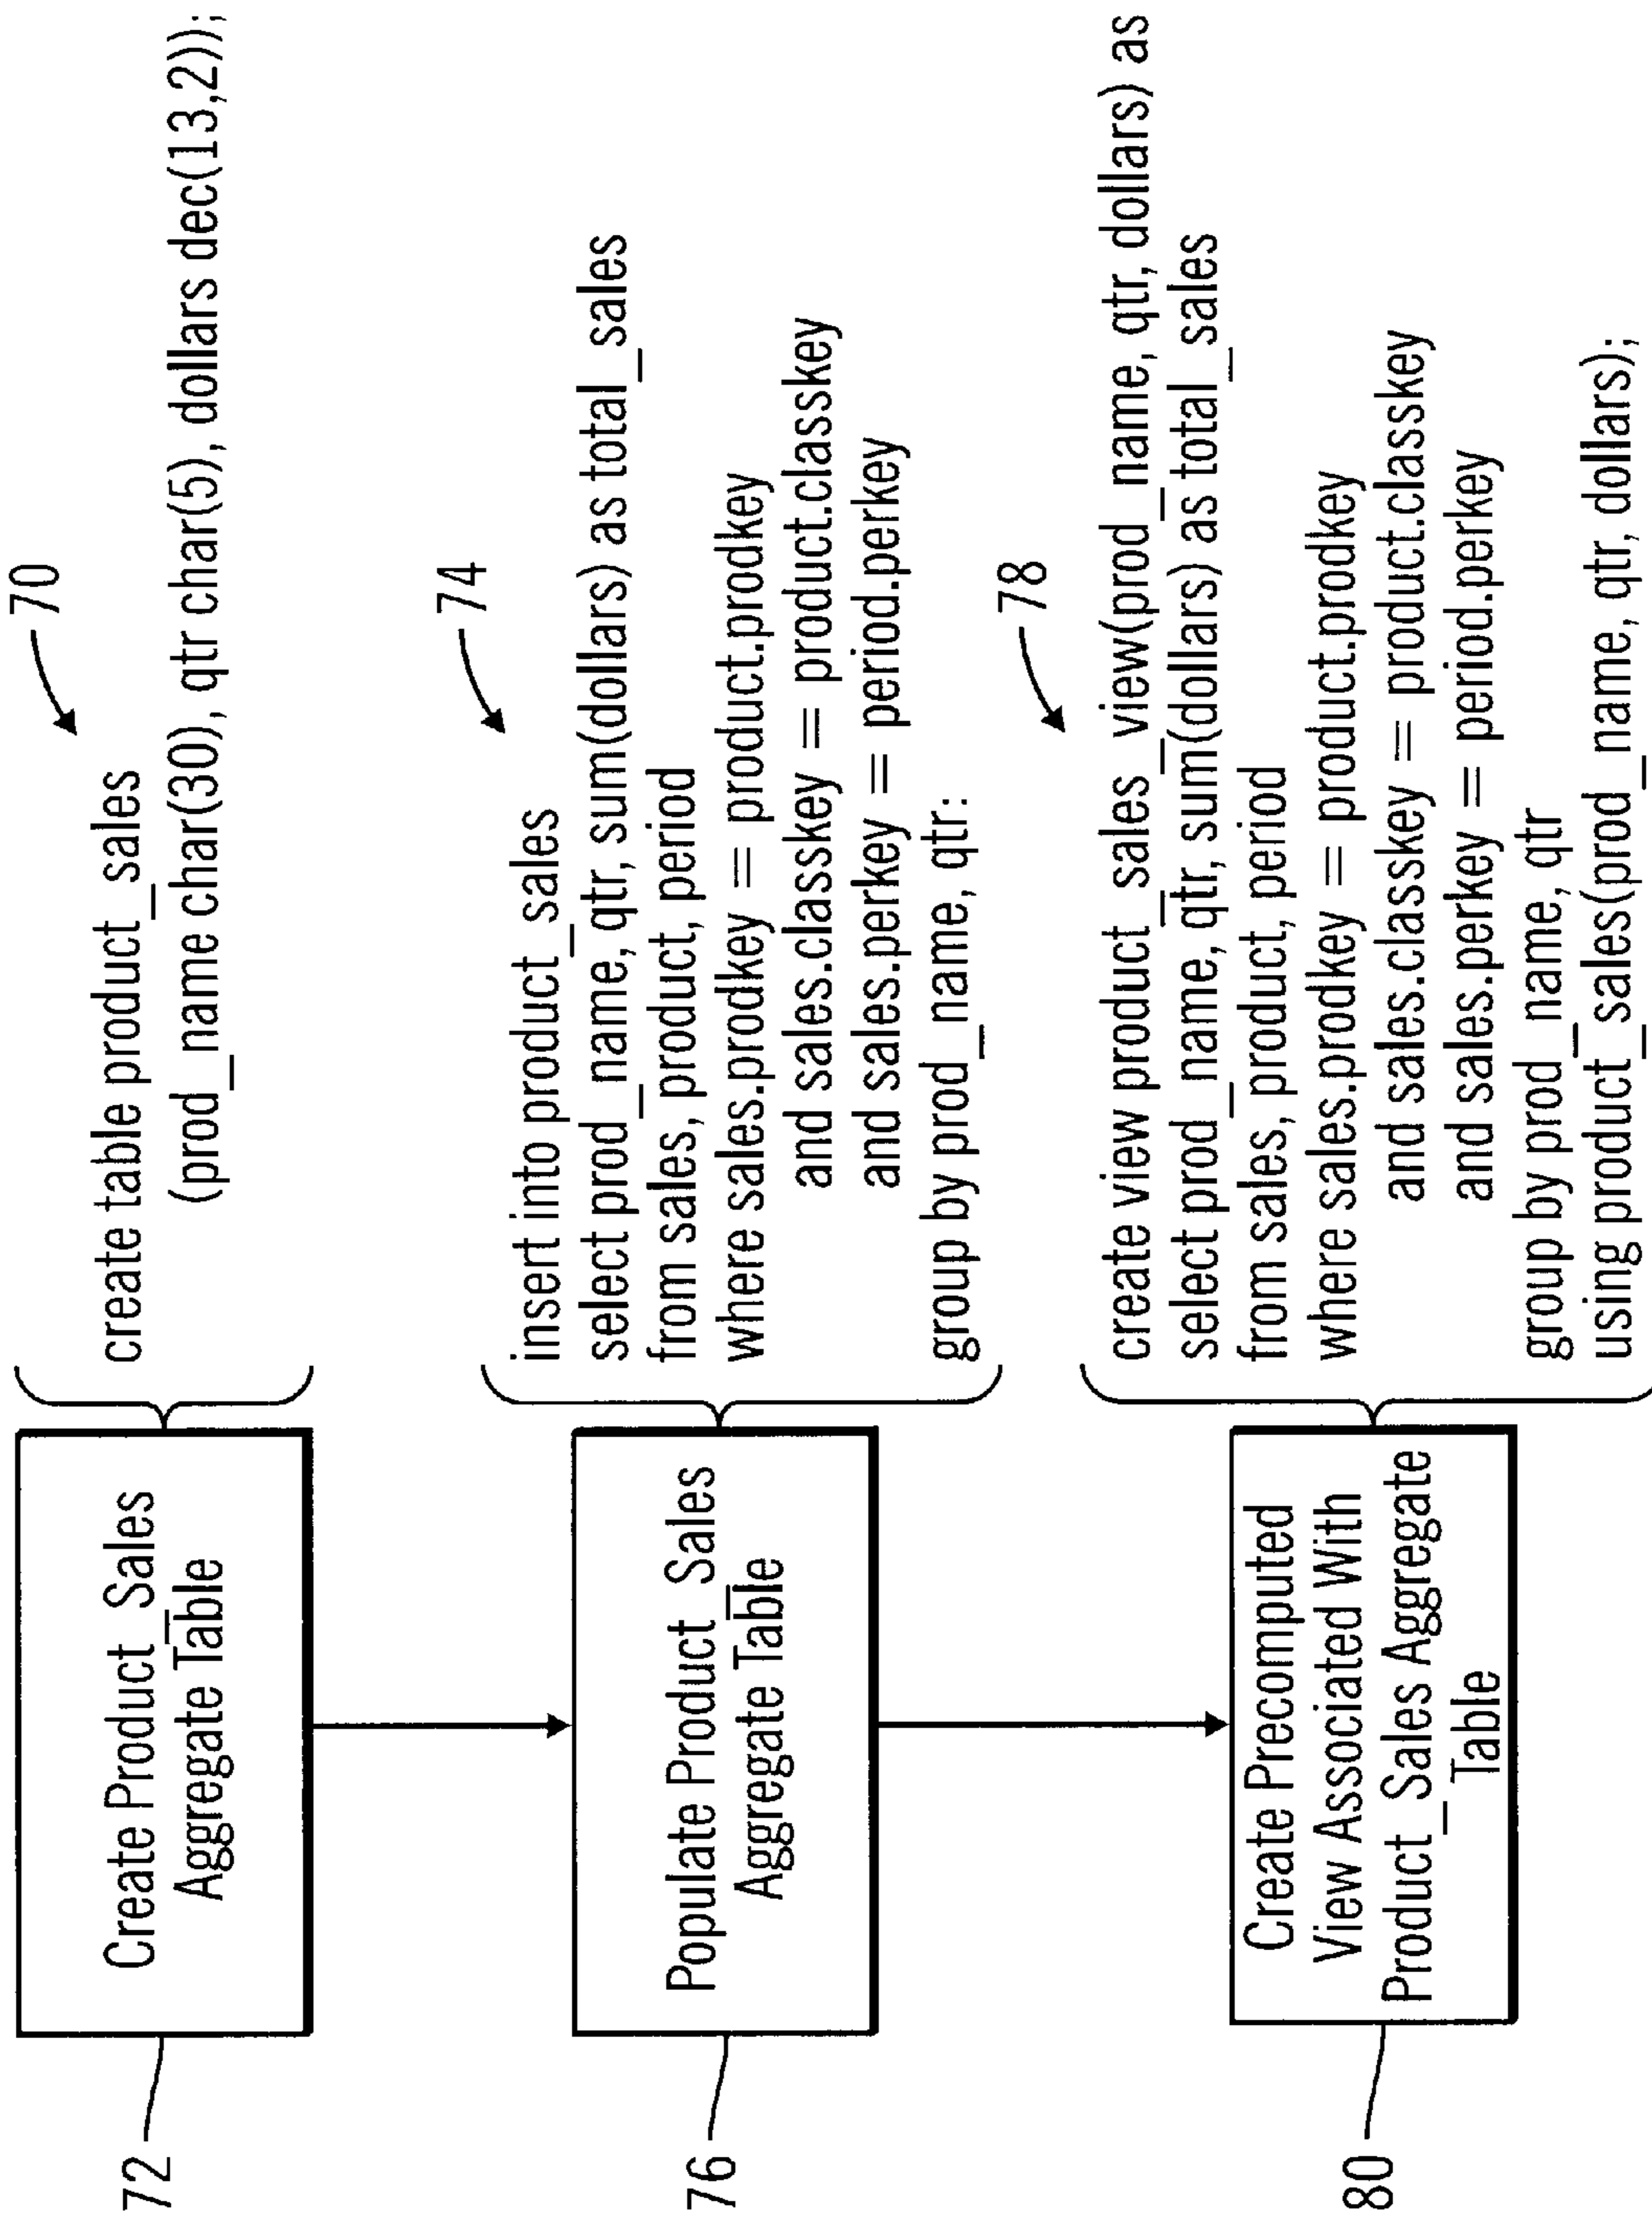 70
72
Create Product_Sales
Aggregate Table
create table product_sales
(prod_name char(30), qtr char(5), dollars dec(13,2));
74
76
Populate Product_Sales
Aggregate Table
insert into product_sales
select prod_name, qtr, sum(dollars) as total_sales
from sales, product, period
where sales.prodkey = product.prodkey
and sales.classkey = product.classkey
and sales.perkey = period.perkey
group by prod_name, qtr:
78
80
Create Precomputed
View Associated With
Product_Sales Aggregate
Table
create view product_sales_view(prod_name, qtr, dollars) as
select prod_name, qtr, sum(dollars) as total_sales
from sales, product, period
where sales.prodkey = product.prodkey
and sales.classkey = product.classkey
and sales.perkey = period.perkey
group by prod_name, qtr
using product_sales(prod_name, qtr, dollars);